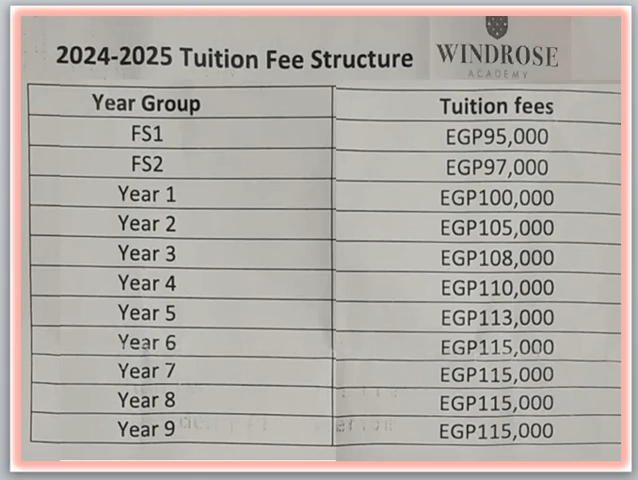 2024-2025 Tuition Fee Structure
WINDROSE
ACADEMY
Year Group Tuition fees
FS1 EGP95,000
FS2 EGP97,000
Year 1 EGP100,000
Year 2 EGP105,000
Year 3 EGP108,000
Year 4 EGP110,000
Year 5 EGP113,000
Year 6 EGP115,000
Year 7 EGP115,000
Year 8 EGP115,000
Year 9 EGP115,000